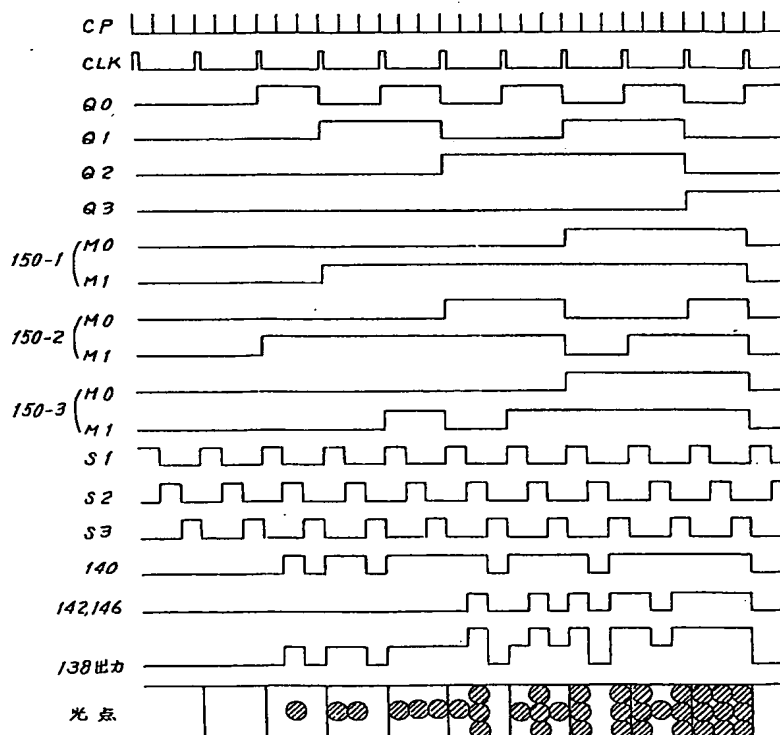 CP
CLK
Q0
Q1
Q2
Q3
150-1
M0
M1
150-2
M0
M1
150-3
M0
M1
S1
S2
S3
140
142,146
138出力
光点